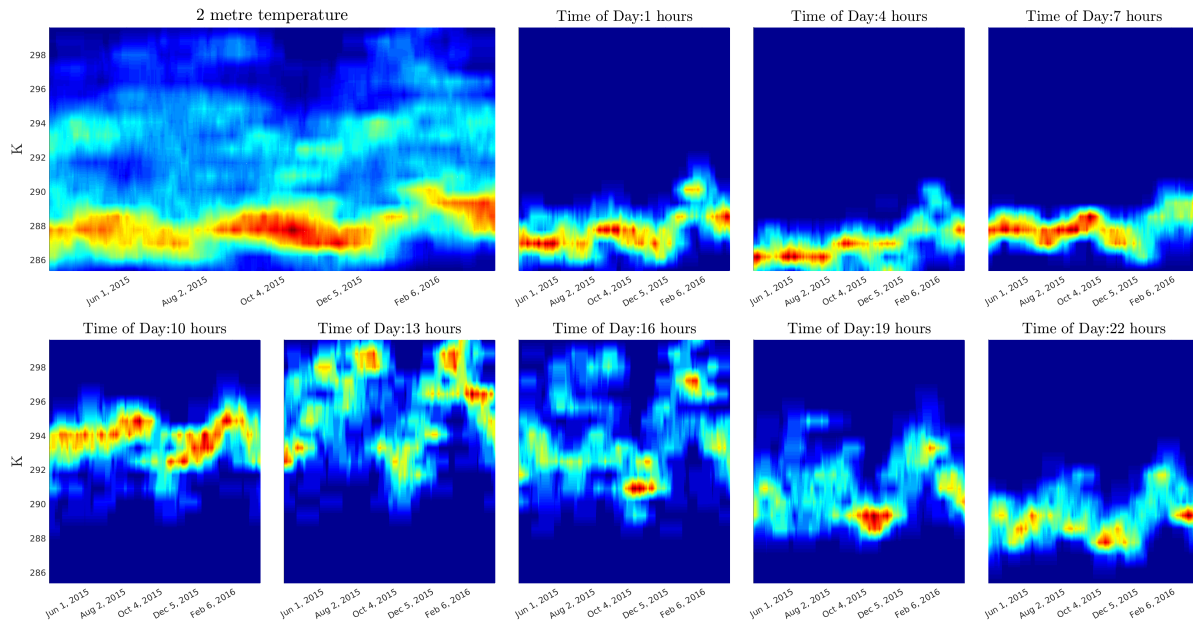 2 metre temperature
Time of Day:1 hours
Time of Day:4 hours
Time of Day:7 hours
K
298
296
294
292
290
288
286
Jun 1, 2015
Aug 2, 2015
Oct 4, 2015
Dec 5, 2015
Feb 6, 2016
Jun 1, 2015
Aug 2, 2015
Oct 4, 2015
Dec 5, 2015
Feb 6, 2016
Jun 1, 2015
Aug 2, 2015
Oct 4, 2015
Dec 5, 2015
Feb 6, 2016
Jun 1, 2015
Aug 2, 2015
Oct 4, 2015
Dec 5, 2015
Feb 6, 2016
Time of Day:10 hours
Time of Day:13 hours
Time of Day:16 hours
Time of Day:19 hours
Time of Day:22 hours
K
298
296
294
292
290
288
286
Jun 1, 2015
Aug 2, 2015
Oct 4, 2015
Dec 5, 2015
Feb 6, 2016
Jun 1, 2015
Aug 2, 2015
Oct 4, 2015
Dec 5, 2015
Feb 6, 2016
Jun 1, 2015
Aug 2, 2015
Oct 4, 2015
Dec 5, 2015
Feb 6, 2016
Jun 1, 2015
Aug 2, 2015
Oct 4, 2015
Dec 5, 2015
Feb 6, 2016
Jun 1, 2015
Aug 2, 2015
Oct 4, 2015
Dec 5, 2015
Feb 6, 2016